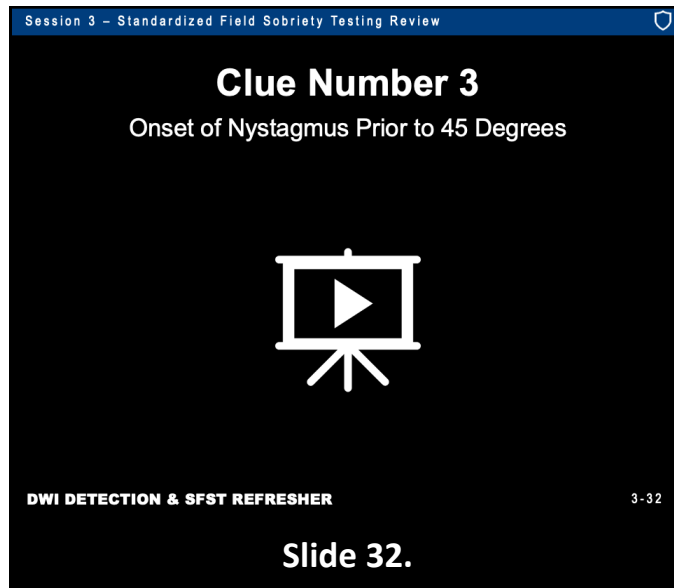 Session 3 – Standardized Field Sobriety Testing Review
Clue Number 3
Onset of Nystagmus Prior to 45 Degrees
DWI DETECTION & SFST REFRESHER
3-32
Slide 32.